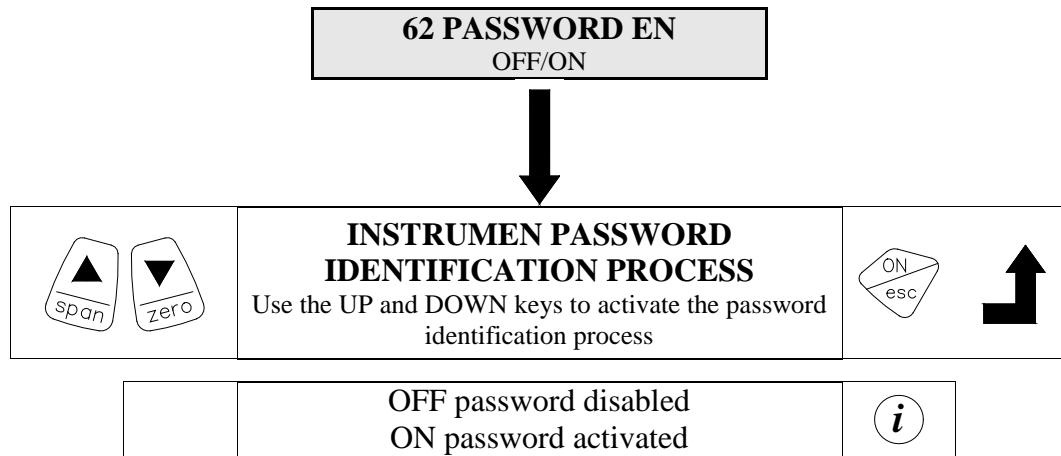 62 PASSWORD EN
OFF/ON
INSTRUMEN PASSWORD
IDENTIFICATION PROCESS
Use the UP and DOWN keys to activate the password
identification process
span
zero
ON
esc
OFF password disabled
ON password activated
i